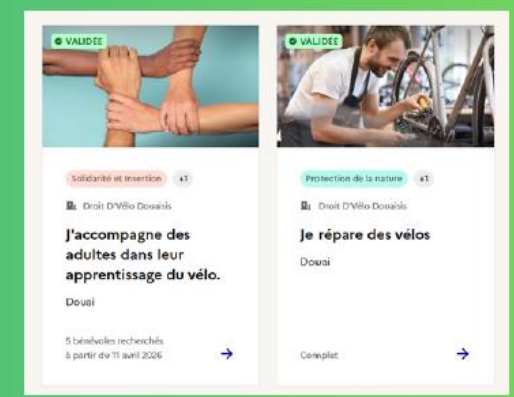 VALIDÉE
Solidarité et Insertion +1
Droit D'Vélo Douaisis
J'accompagne des
adultes dans leur
apprentissage du vélo.
Douai
5 bénévoles recherchés
à partir du 11 avril 2026
VALIDÉE
Protection de la nature +1
Droit D'Vélo Douaisis
Je répare des vélos
Douai
Complet